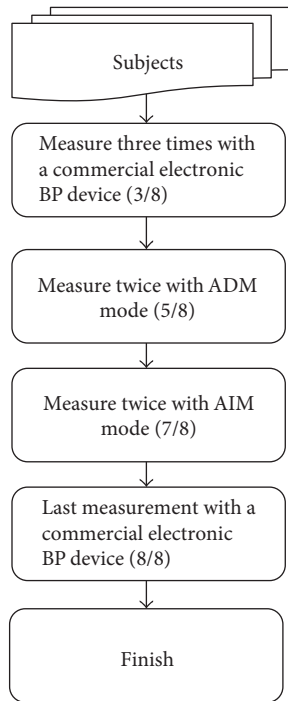 Subjects
Measure three times with
a commercial electronic
BP device (3/8)
Measure twice with ADM
mode (5/8)
Measure twice with AIM
mode (7/8)
Last measurement with a
commercial electronic
BP device (8/8)
Finish